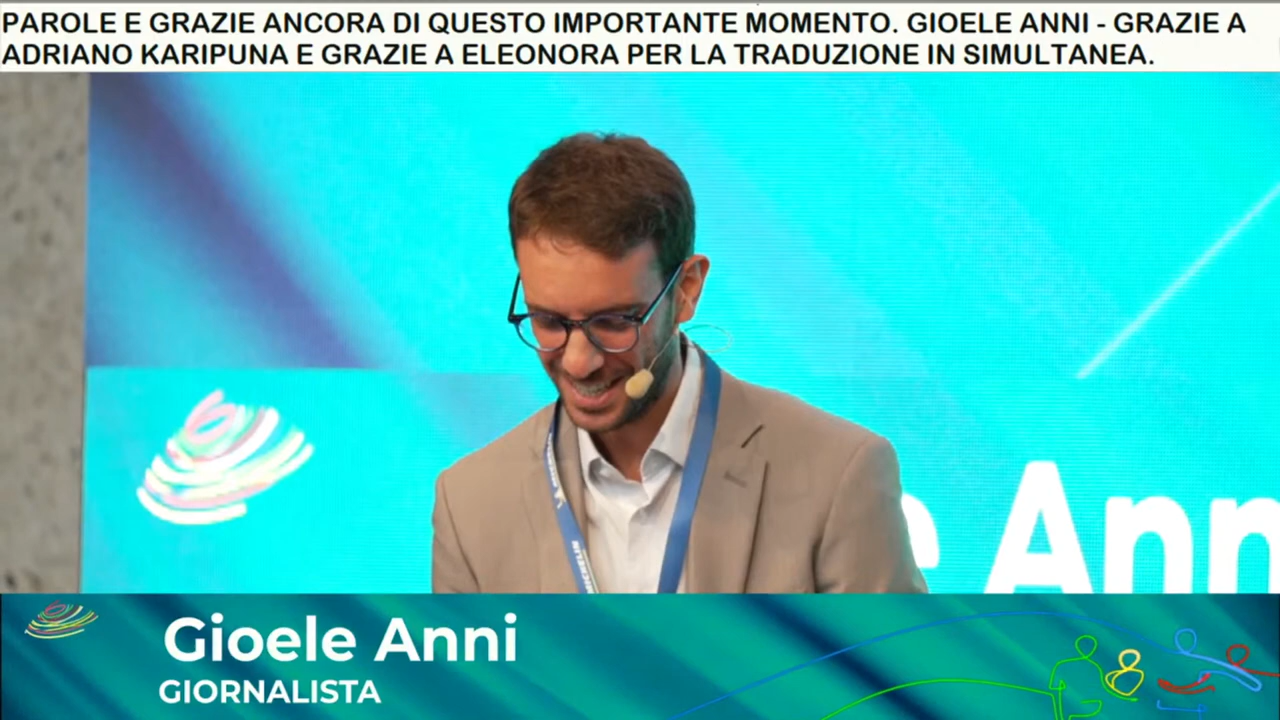 PAROLE E GRAZIE ANCORA DI QUESTO IMPORTANTE MOMENTO. GIOELE ANNI - GRAZIE A
ADRIANO KARIPUNA E GRAZIE A ELEONORA PER LA TRADUZIONE IN SIMULTANEA.
Ann
Gioele Anni
GIORNALISTA